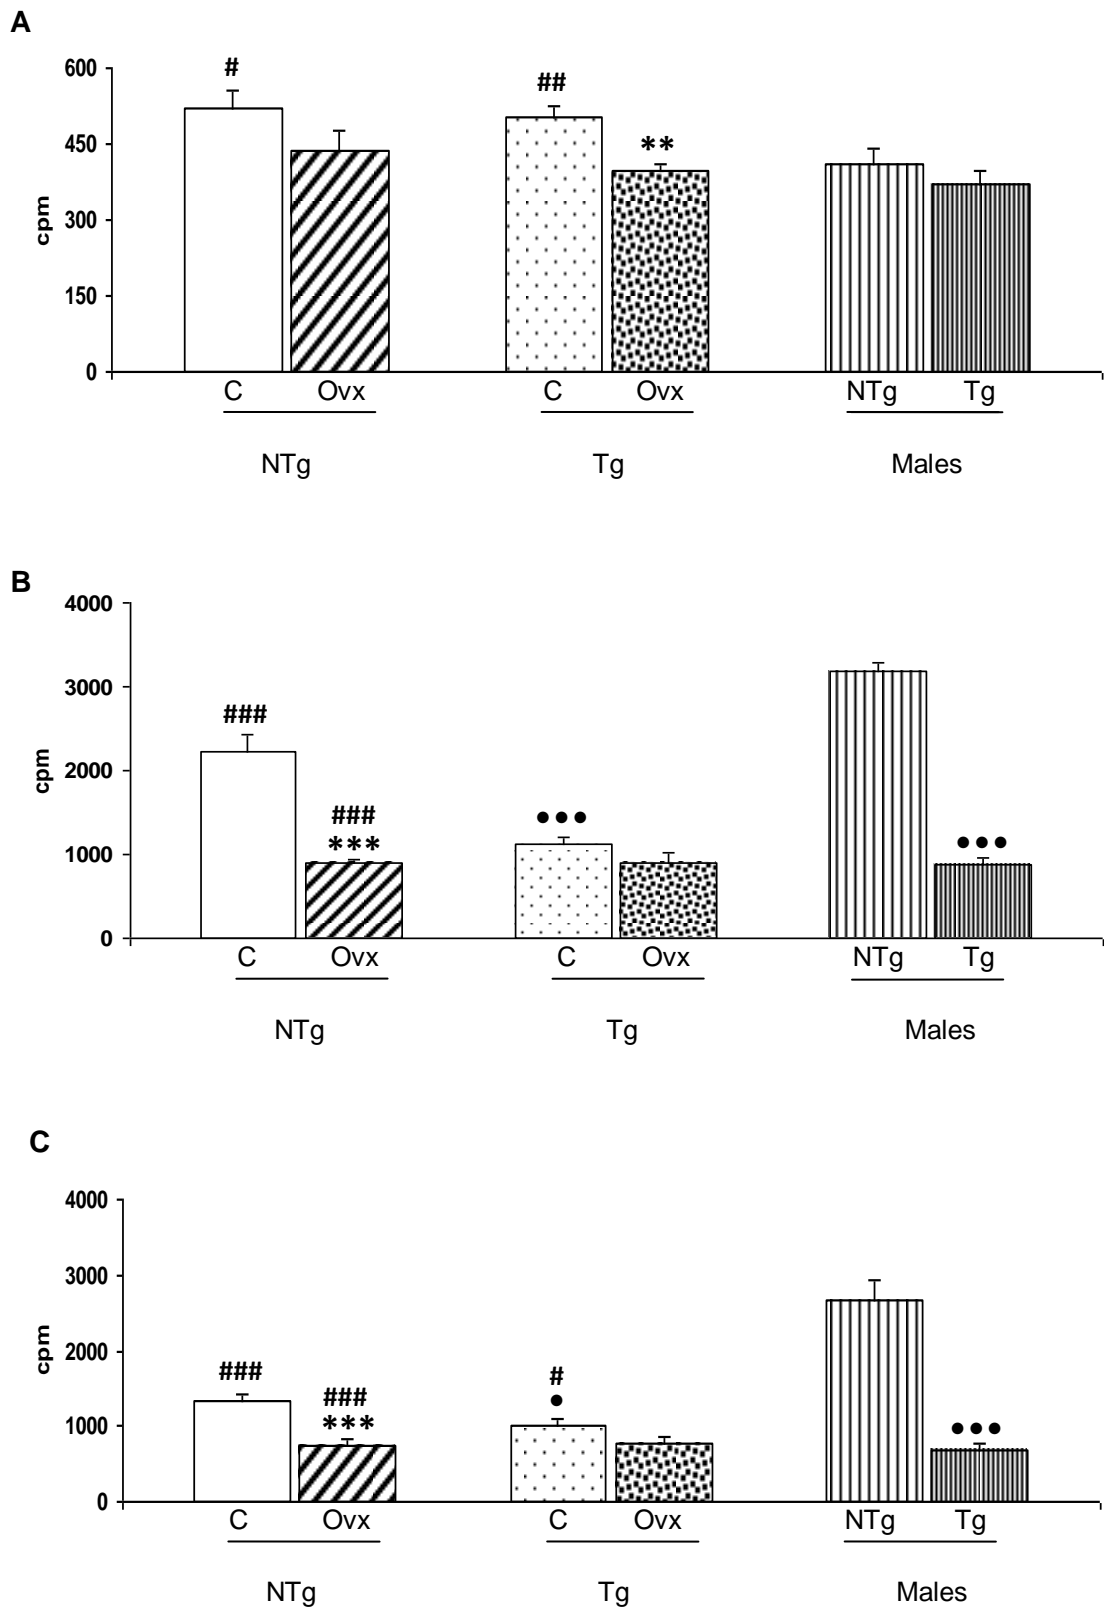 A
600
450
300
150
0
cpm
#
##
**
C Ovx C Ovx NTg Tg
NTg Tg Males
B
4000
3000
2000
1000
0
cpm
###
###
***
●●●
●●●
C Ovx C Ovx NTg Tg
NTg Tg Males
C
4000
3000
2000
1000
0
cpm
###
###
***
#
●
●●●
C Ovx C Ovx NTg Tg
NTg Tg Males